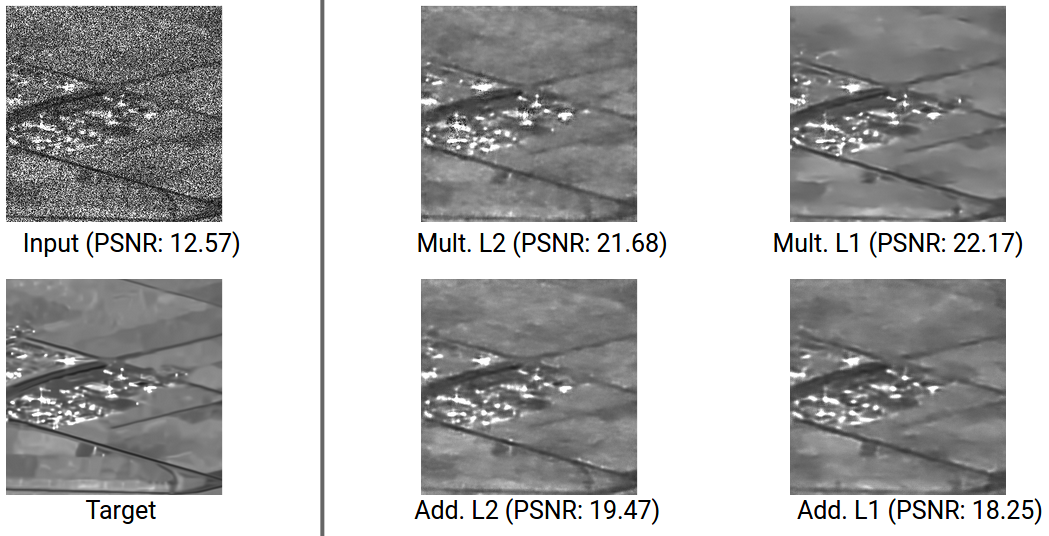 Input (PSNR: 12.57)
Mult. L2 (PSNR: 21.68)
Mult. L1 (PSNR: 22.17)
Target
Add. L2 (PSNR: 19.47)
Add. L1 (PSNR: 18.25)